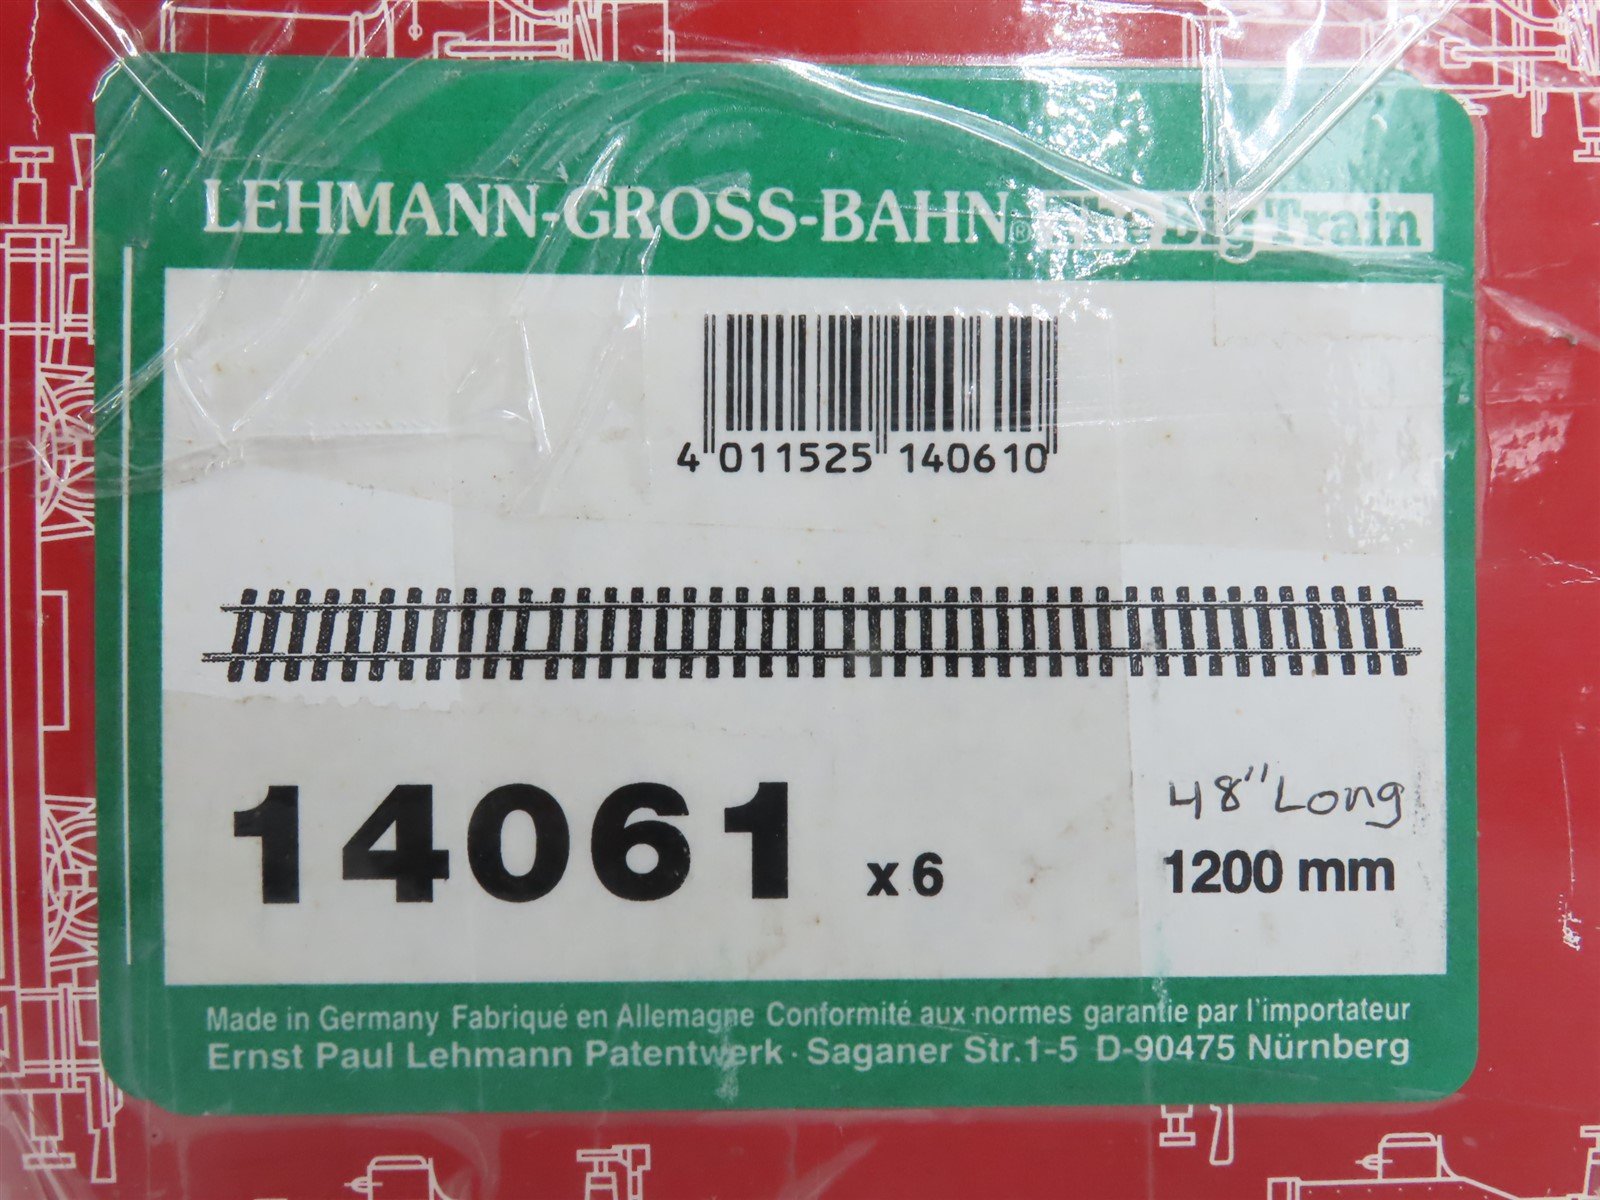 LEHMANN-GROSS-BAHN® The Big Train
4 011525 140610
48" Long
14061 x 6 1200 mm
Made in Germany Fabriqué en Allemagne Conformité aux normes garantie par l'importateur
Ernst Paul Lehmann Patentwerk · Saganer Str.1-5 D-90475 Nürnberg